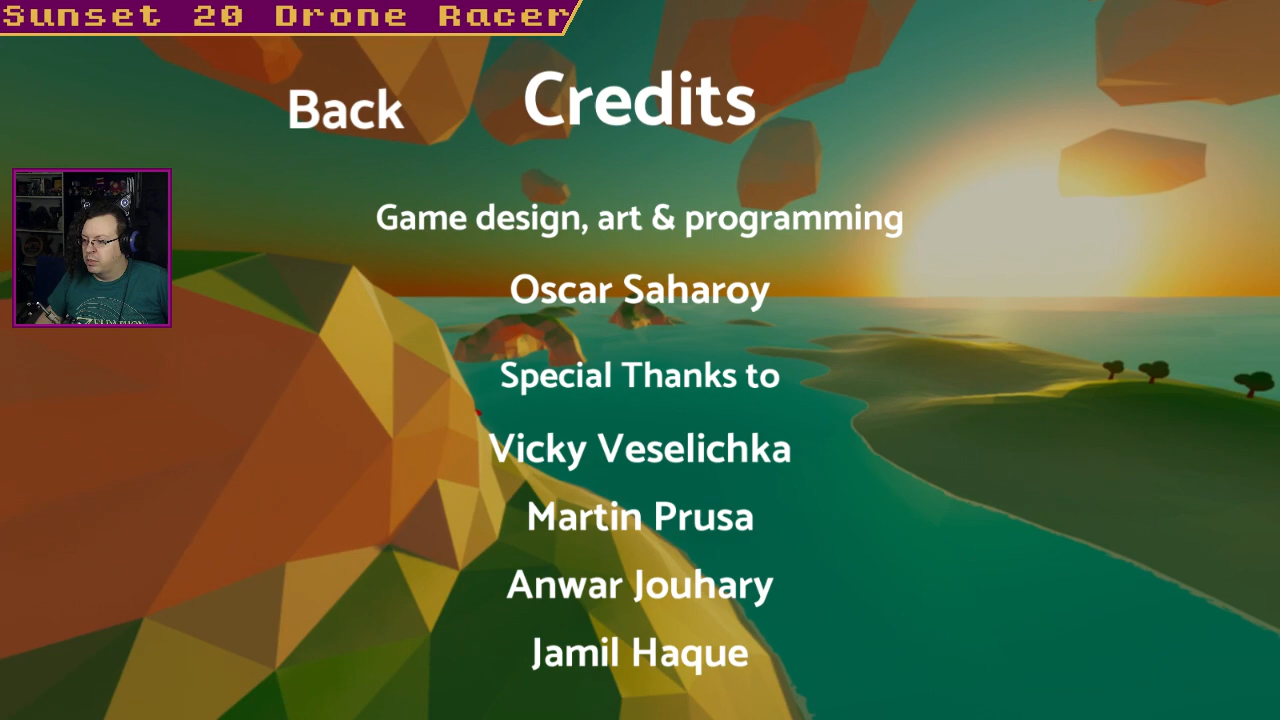 Sunset 20 Drone Racer
Back
Credits
Game design, art & programming
Oscar Saharoy
Special Thanks to
Vicky Veselichka
Martin Prusa
Anwar Jouhary
Jamil Haque